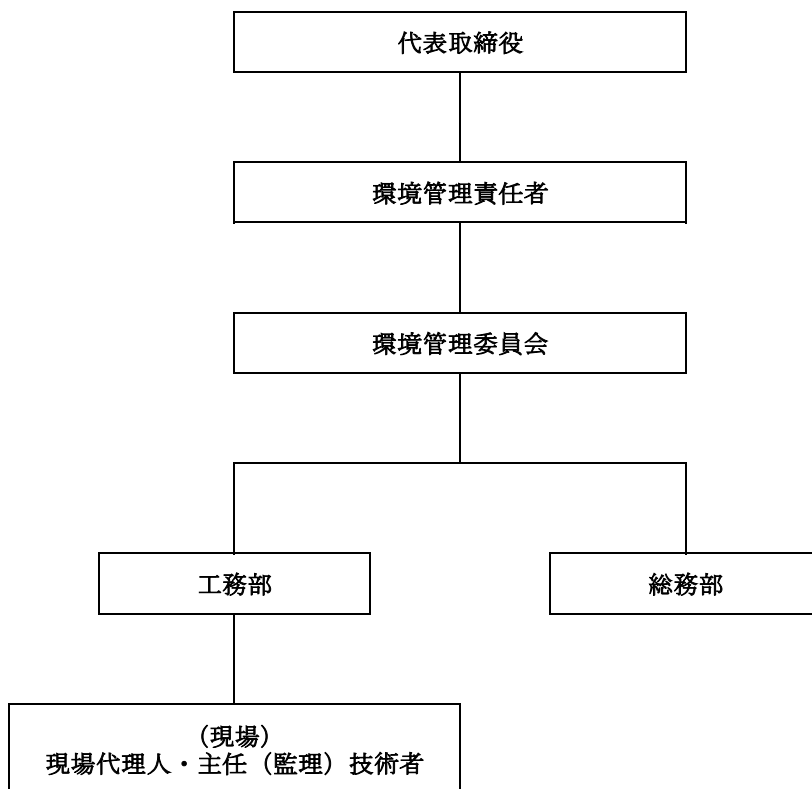 代表取締役
環境管理責任者
環境管理委員会
工務部
総務部
（現場）
現場代理人・主任（監理）技術者